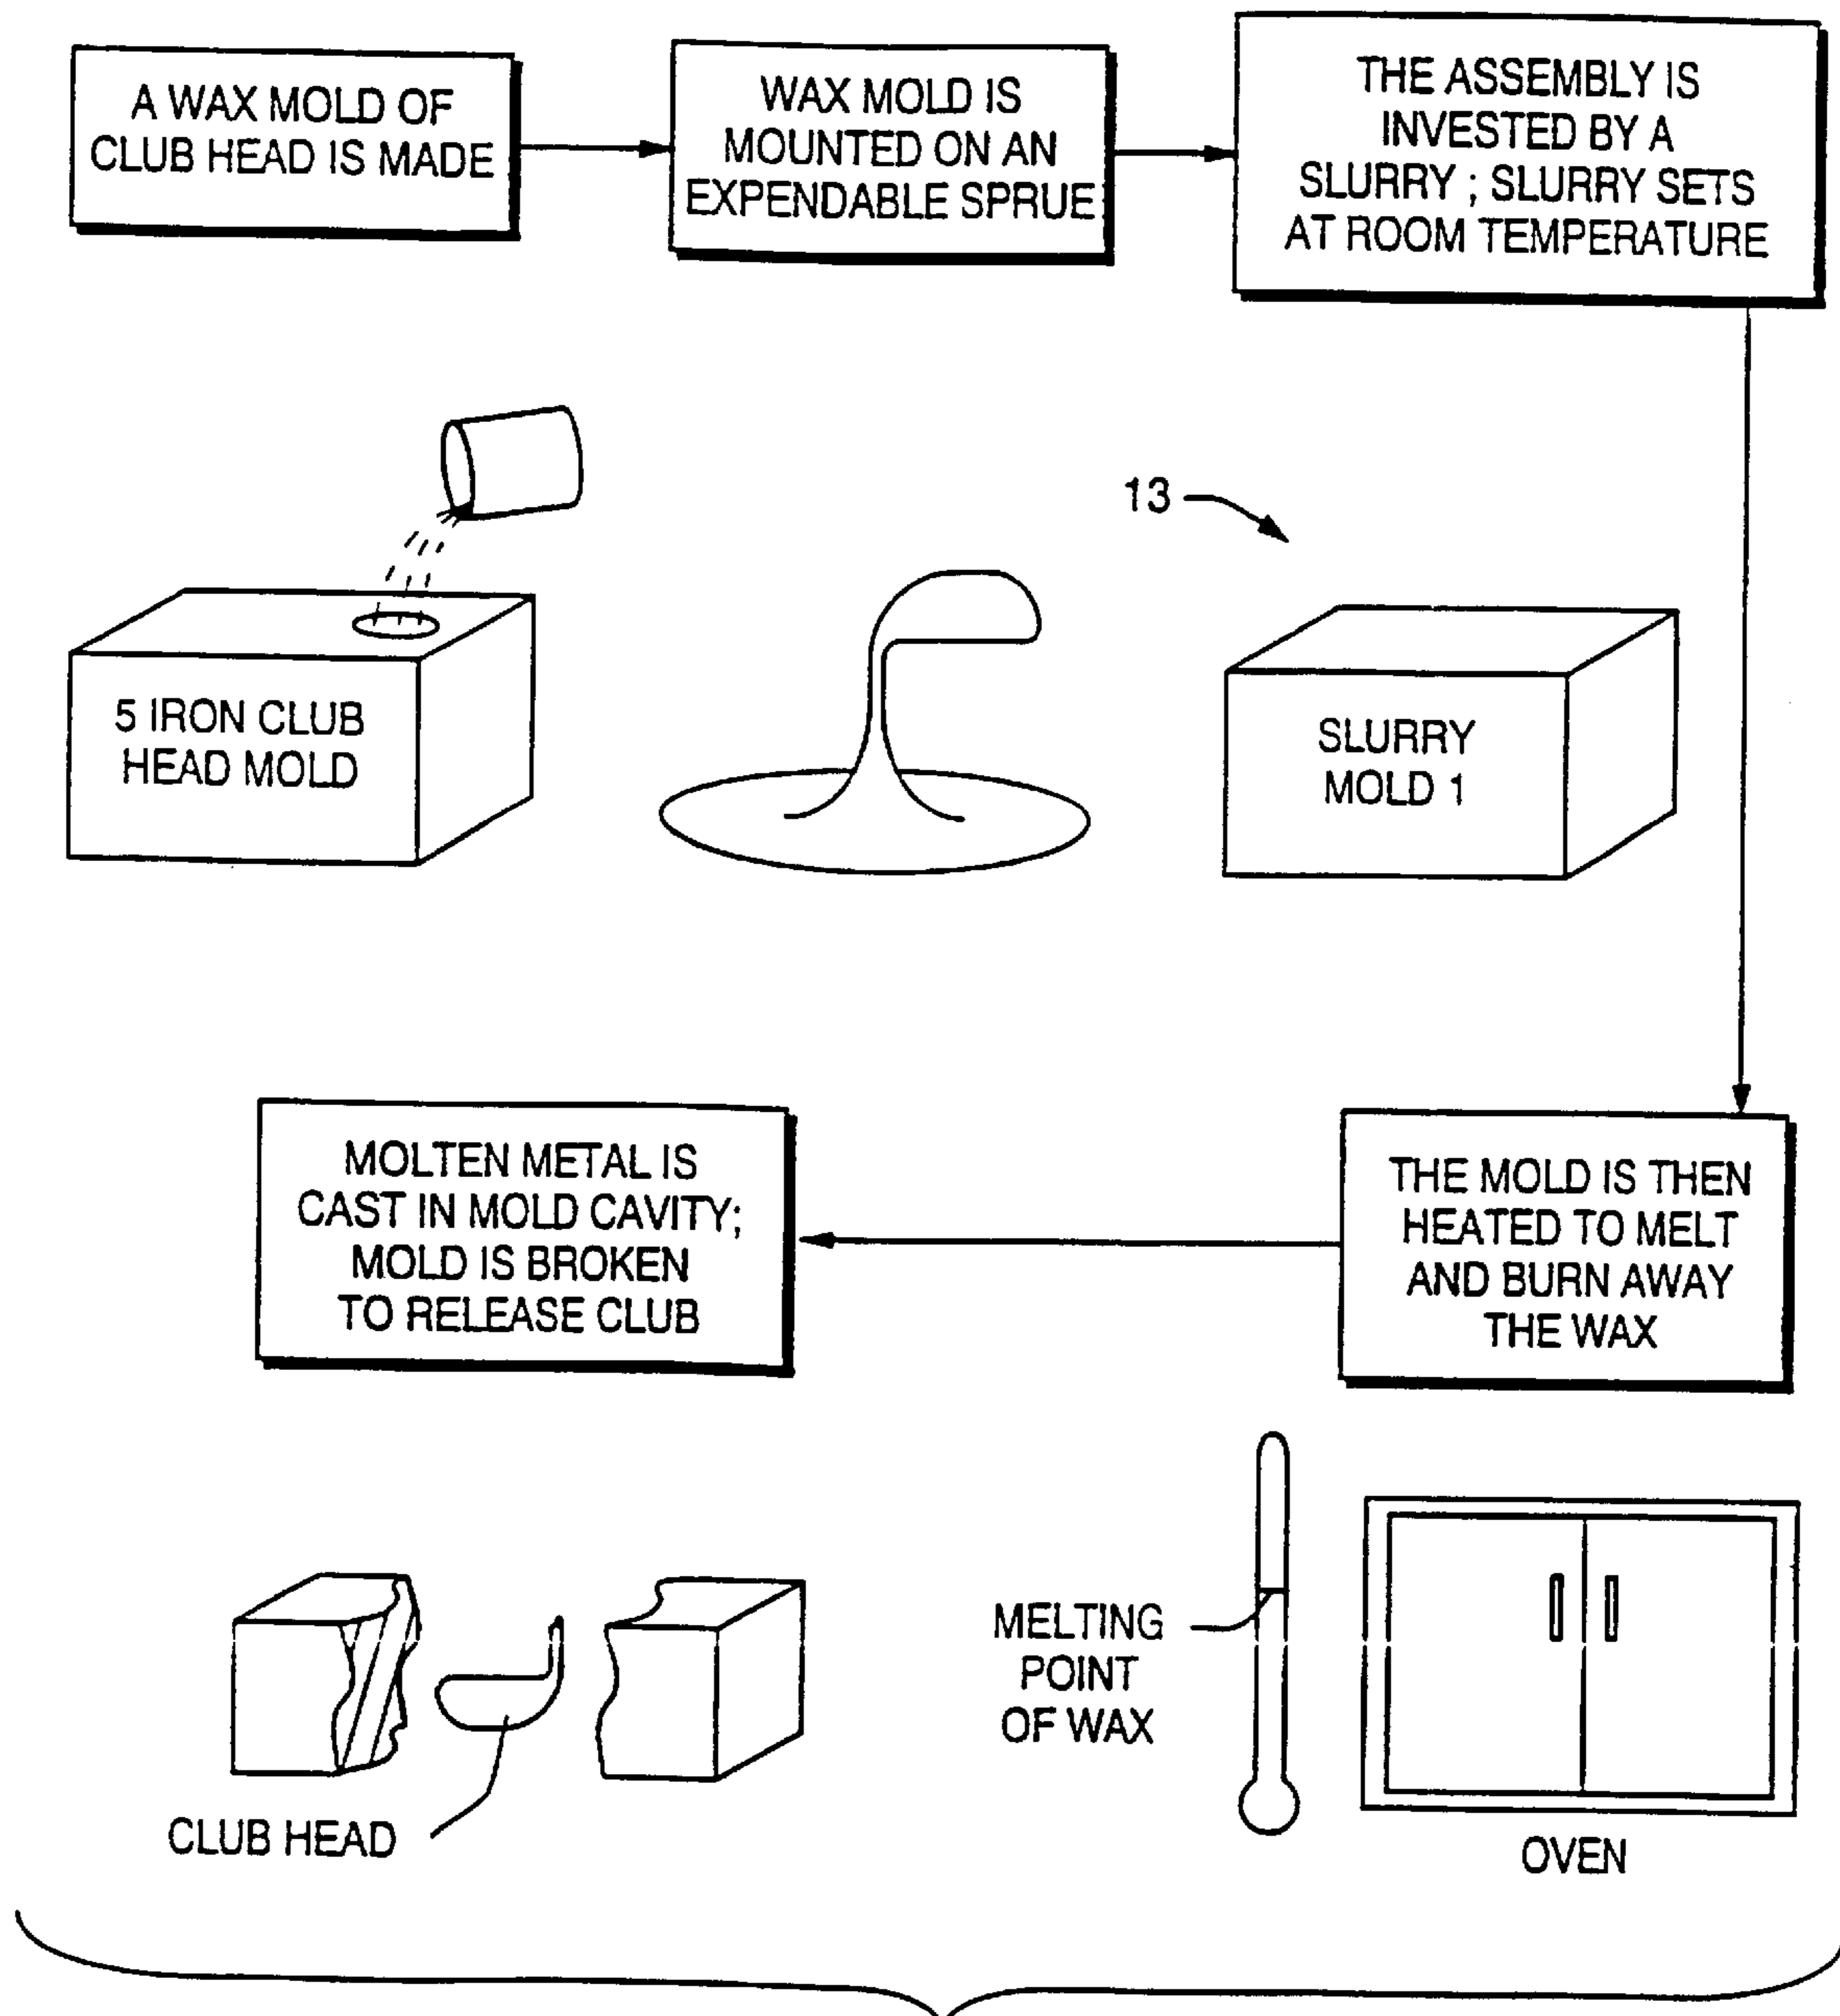 A WAX MOLD OF
CLUB HEAD IS MADE
WAX MOLD IS
MOUNTED ON AN
EXPENDABLE SPRUE
THE ASSEMBLY IS
INVESTED BY A
SLURRY ; SLURRY SETS
AT ROOM TEMPERATURE
13
5 IRON CLUB
HEAD MOLD
SLURRY
MOLD 1
MOLTEN METAL IS
CAST IN MOLD CAVITY;
MOLD IS BROKEN
TO RELEASE CLUB
THE MOLD IS THEN
HEATED TO MELT
AND BURN AWAY
THE WAX
MELTING
POINT
OF WAX
CLUB HEAD
OVEN